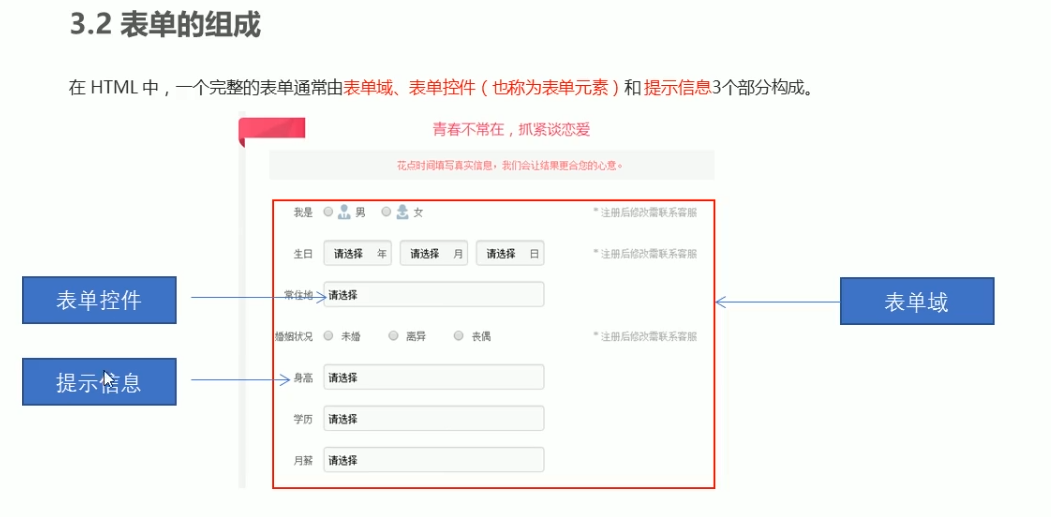 3.2 表单的组成
在 HTML 中，一个完整的表单通常由表单域、表单控件（也称为表单元素）和 提示信息3个部分构成。
青春不常在，抓紧谈恋爱
花点时间填写真实信息，我们会让结果更合您的心意。
我是 男 女 *注册后修改需联系客服
生日 请选择 年 请选择 月 请选择 日 *注册后修改需联系客服
表单控件
常住地 请选择
表单域
婚姻状况 未婚 离异 丧偶 *注册后修改需联系客服
提示信息
身高 请选择
学历 请选择
月薪 请选择